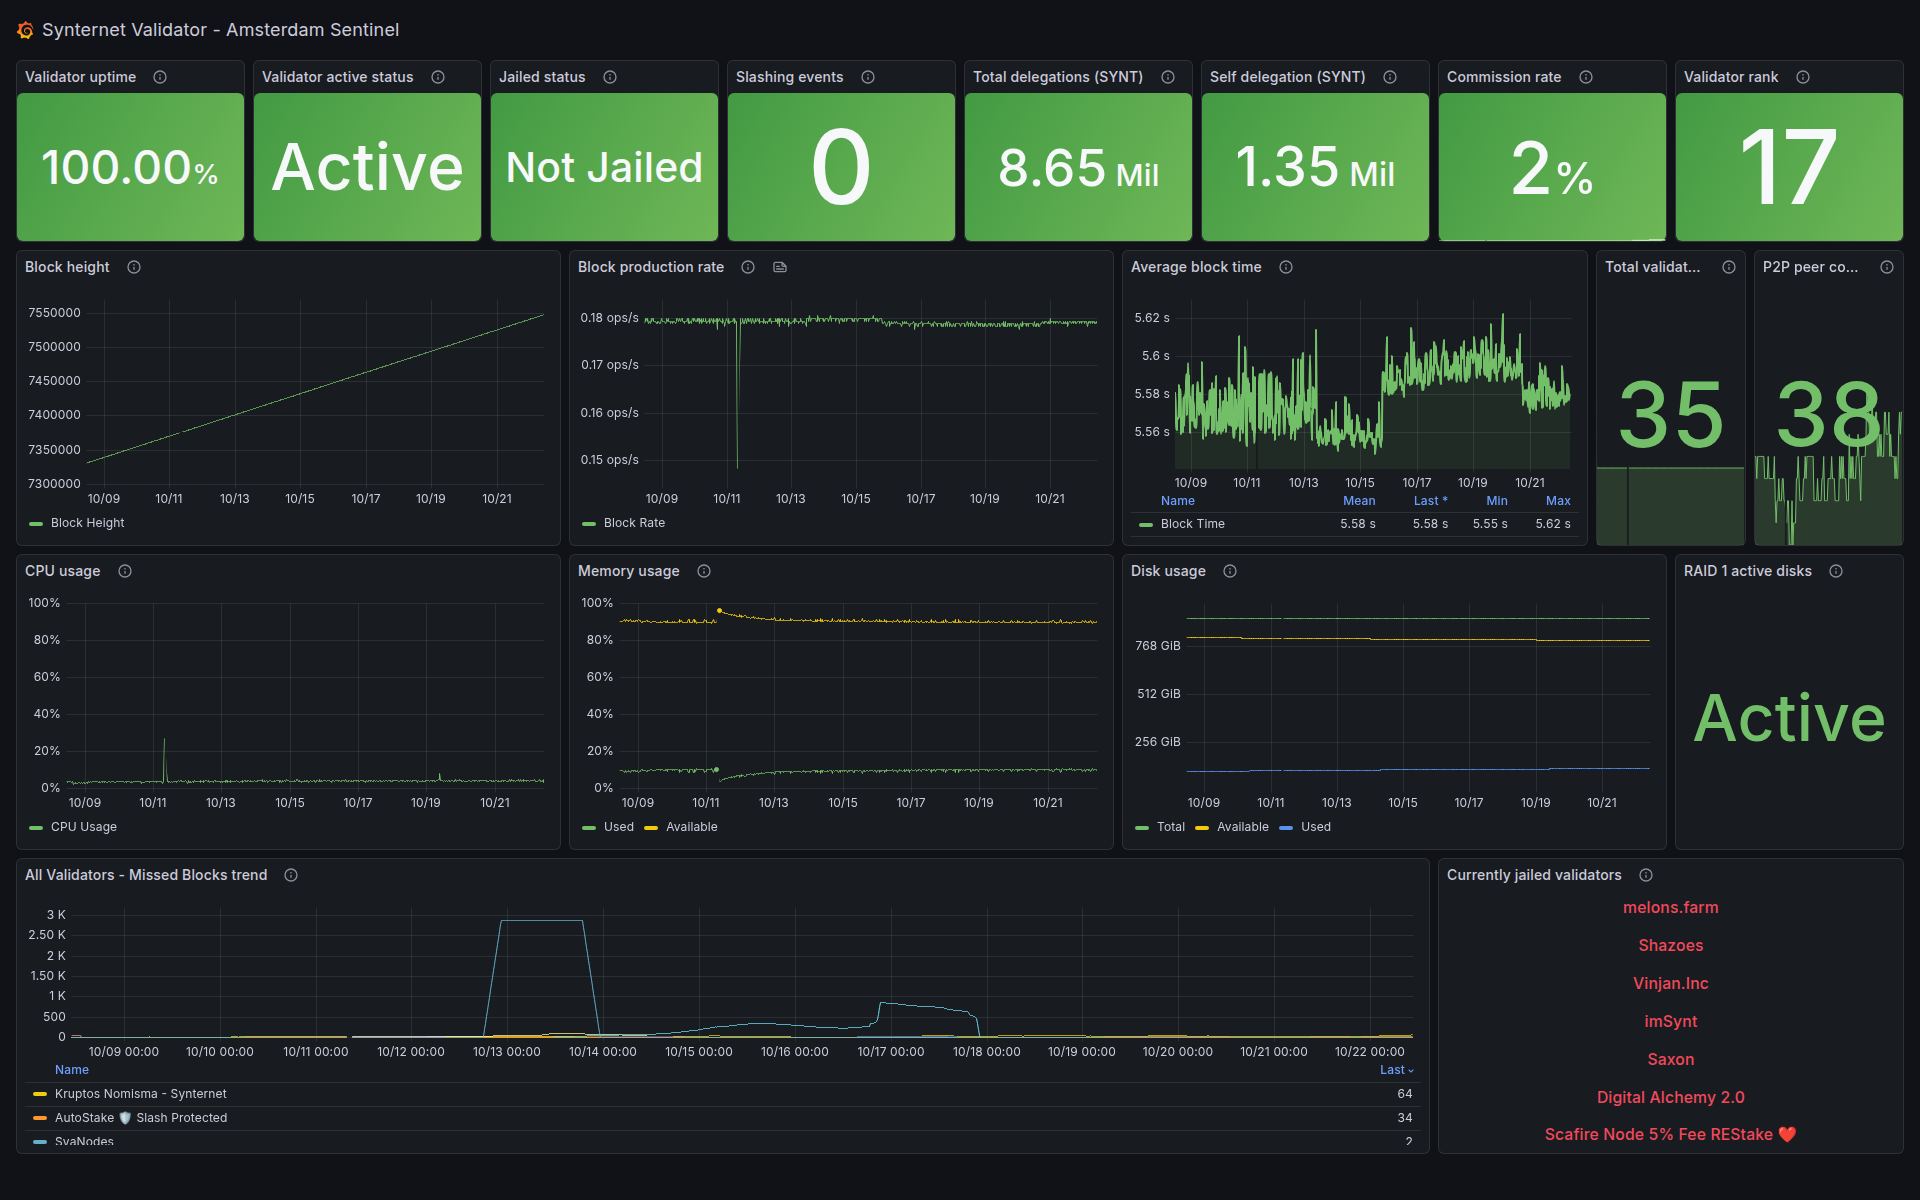 Synternet Validator - Amsterdam Sentinel
Validator uptime
100.00%
Validator active status
Active
Jailed status
Not Jailed
Slashing events
0
Total delegations (SYNT)
8.65 Mil
Self delegation (SYNT)
1.35 Mil
Commission rate
2%
Validator rank
17
Block height
7550000
7500000
7450000
7400000
7350000
7300000
10/09 10/11 10/13 10/15 10/17 10/19 10/21
Block Height
Block production rate
0.18 ops/s
0.17 ops/s
0.16 ops/s
0.15 ops/s
10/09 10/11 10/13 10/15 10/17 10/19 10/21
Block Rate
Average block time
5.62 s
5.6 s
5.58 s
5.56 s
10/09 10/11 10/13 10/15 10/17 10/19 10/21
Name Mean Last * Min Max
Block Time 5.58 s 5.58 s 5.55 s 5.62 s
Total validat...
35
P2P peer co...
38
CPU usage
100%
80%
60%
40%
20%
0%
10/09 10/11 10/13 10/15 10/17 10/19 10/21
CPU Usage
Memory usage
100%
80%
60%
40%
20%
0%
10/09 10/11 10/13 10/15 10/17 10/19 10/21
Used Available
Disk usage
768 GiB
512 GiB
256 GiB
10/09 10/11 10/13 10/15 10/17 10/19 10/21
Total Available Used
RAID 1 active disks
Active
All Validators - Missed Blocks trend
3 K
2.50 K
2 K
1.50 K
1 K
500
0
10/09 00:00 10/10 00:00 10/11 00:00 10/12 00:00 10/13 00:00 10/14 00:00 10/15 00:00 10/16 00:00 10/17 00:00 10/18 00:00 10/19 00:00 10/20 00:00 10/21 00:00 10/22 00:00
Name Last
Kruptos Nomisma - Synternet 64
AutoStake 🛡️ Slash Protected 34
SvaNodes 2
Currently jailed validators
melons.farm
Shazoes
Vinjan.Inc
imSynt
Saxon
Digital Alchemy 2.0
Scafire Node 5% Fee REStake ❤️